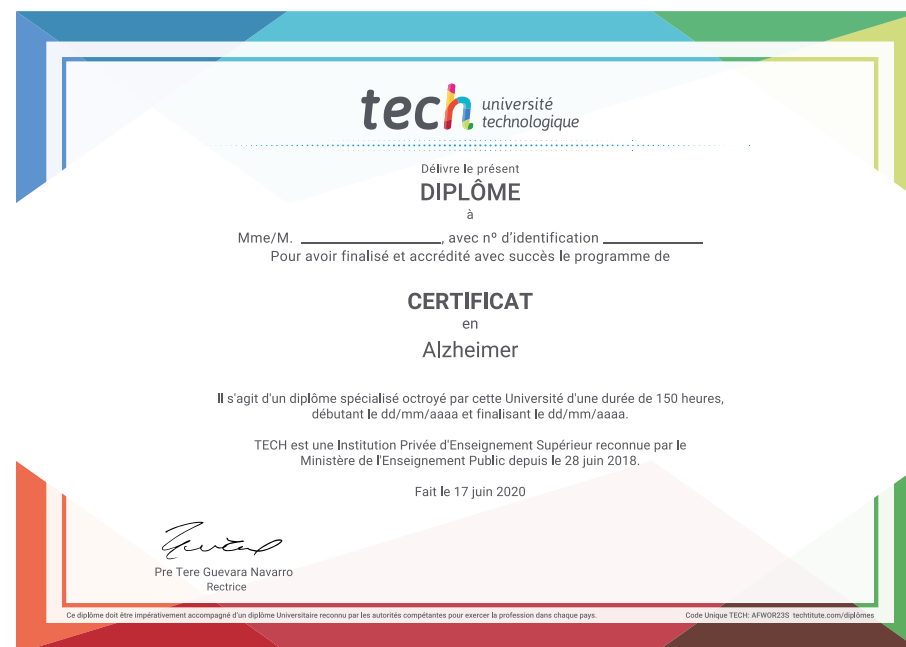 tech université
technologique
Délivre le présent
DIPLÔME
à
Mme/M. ____________________, avec nº d'identification ______________
Pour avoir finalisé et accrédité avec succès le programme de
CERTIFICAT
en
Alzheimer
Il s'agit d'un diplôme spécialisé octroyé par cette Université d'une durée de 150 heures,
débutant le dd/mm/aaaa et finalisant le dd/mm/aaaa.
TECH est une Institution Privée d'Enseignement Supérieur reconnue par le
Ministère de l'Enseignement Public depuis le 28 juin 2018.
Fait le 17 juin 2020
Pre Tere Guevara Navarro
Rectrice
Ce diplôme doit être impérativement accompagné d'un diplôme Universitaire reconnu par les autorités compétantes pour exercer la profession dans chaque pays. Code Unique TECH: AFWOR23S techtitute.com/diplômes